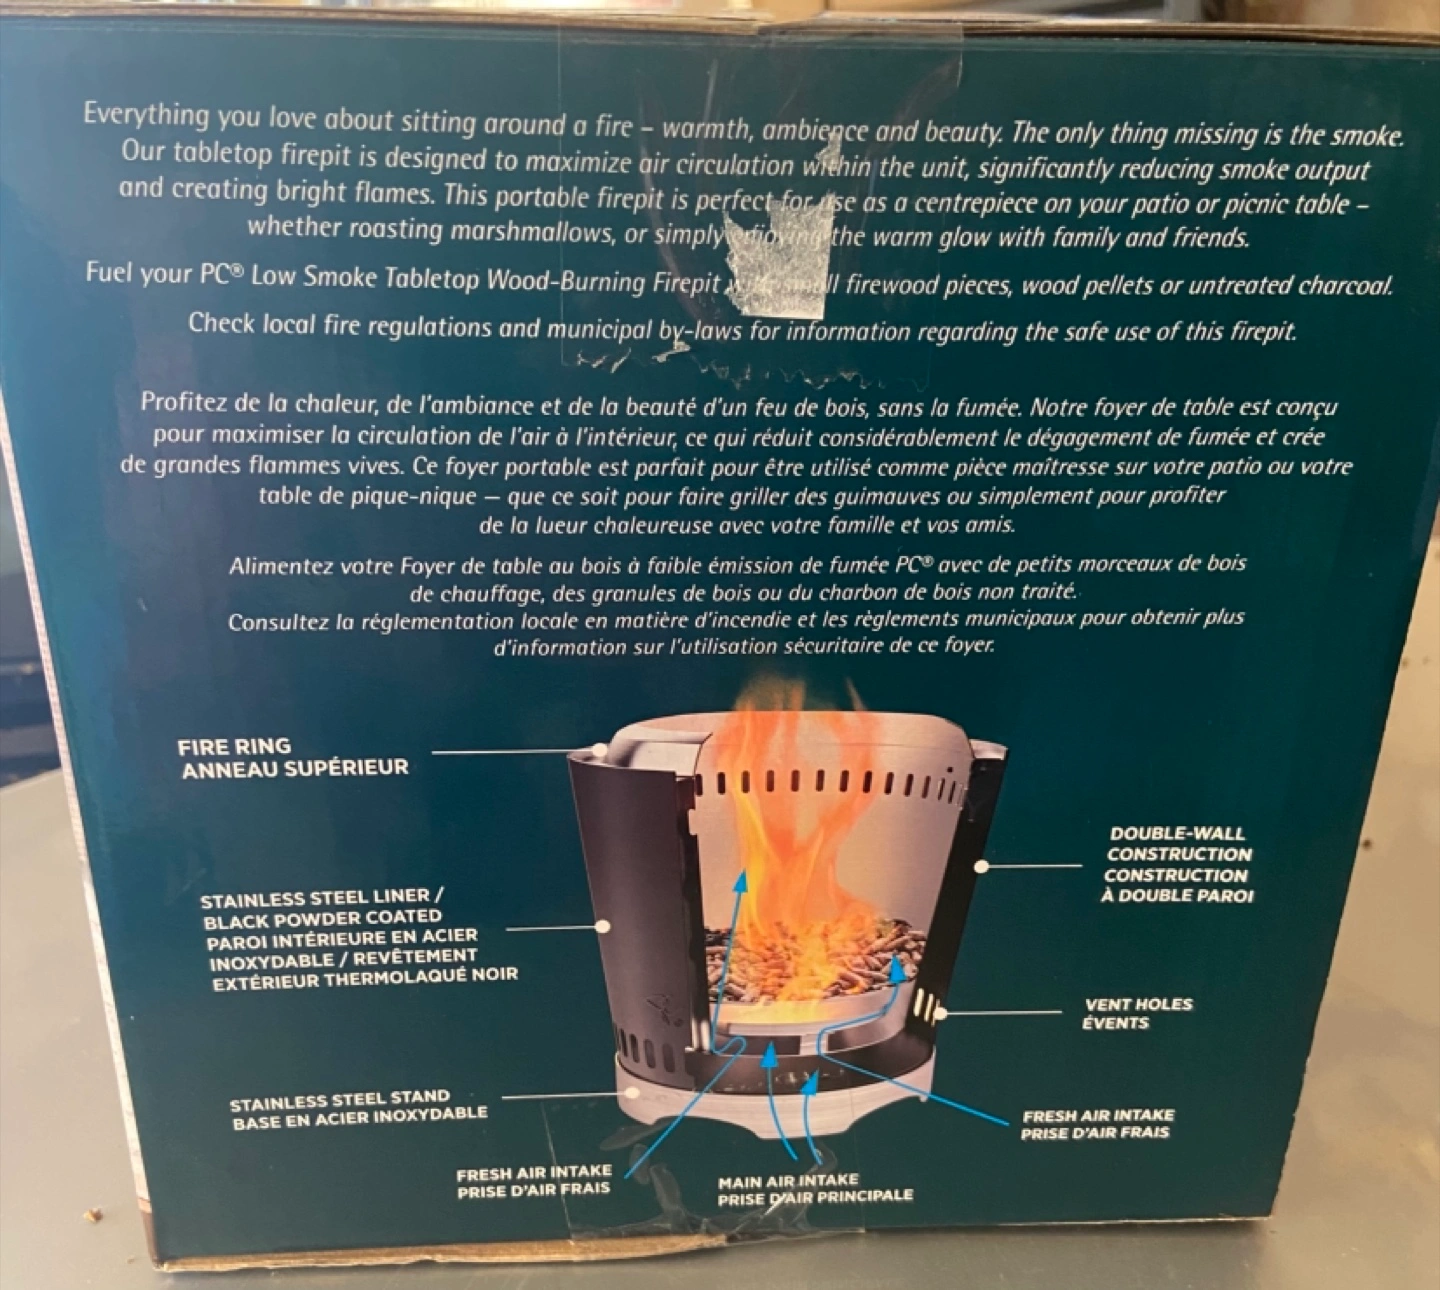 Everything you love about sitting around a fire – warmth, ambience and beauty. The only thing missing is the smoke.
Our tabletop firepit is designed to maximize air circulation within the unit, significantly reducing smoke output
and creating bright flames. This portable firepit is perfect for use as a centrepiece on your patio or picnic table –
whether roasting marshmallows, or simply enjoying the warm glow with family and friends.
Fuel your PC® Low Smoke Tabletop Wood-Burning Firepit firewood pieces, wood pellets or untreated charcoal.
Check local fire regulations and municipal by-laws for information regarding the safe use of this firepit.
Profitez de la chaleur, de l'ambiance et de la beauté d'un feu de bois, sans la fumée. Notre foyer de table est conçu
pour maximiser la circulation de l'air à l'intérieur, ce qui réduit considérablement le dégagement de fumée et crée
de grandes flammes vives. Ce foyer portable est parfait pour être utilisé comme pièce maîtresse sur votre patio ou votre
table de pique-nique – que ce soit pour faire griller des guimauves ou simplement pour profiter
de la lueur chaleureuse avec votre famille et vos amis.
Alimentez votre Foyer de table au bois à faible émission de fumée PC® avec de petits morceaux de bois
de chauffage, des granules de bois ou du charbon de bois non traité.
Consultez la réglementation locale en matière d'incendie et les règlements municipaux pour obtenir plus
d'information sur l'utilisation sécuritaire de ce foyer.
FIRE RING
ANNEAU SUPÉRIEUR
DOUBLE-WALL
CONSTRUCTION
CONSTRUCTION
À DOUBLE PAROI
STAINLESS STEEL LINER /
BLACK POWDER COATED
PAROI INTÉRIEURE EN ACIER
INOXYDABLE / REVÊTEMENT
EXTÉRIEUR THERMOLAQUÉ NOIR
VENT HOLES
ÉVENTS
STAINLESS STEEL STAND
BASE EN ACIER INOXYDABLE
FRESH AIR INTAKE
PRISE D'AIR FRAIS
FRESH AIR INTAKE
PRISE D'AIR FRAIS
MAIN AIR INTAKE
PRISE D'AIR PRINCIPALE